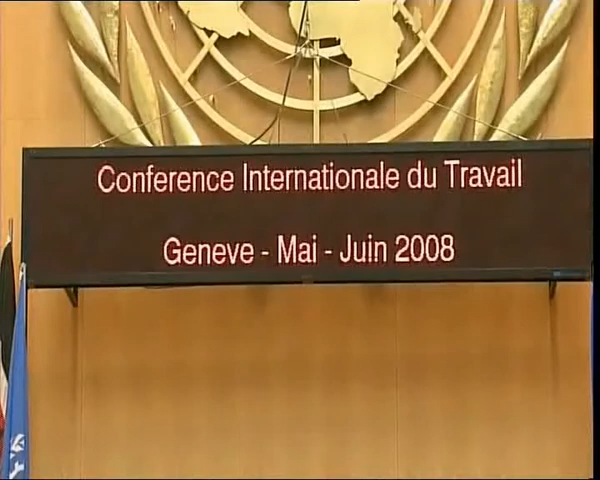 Conference Internationale du Travail
Geneve - Mai - Juin 2008